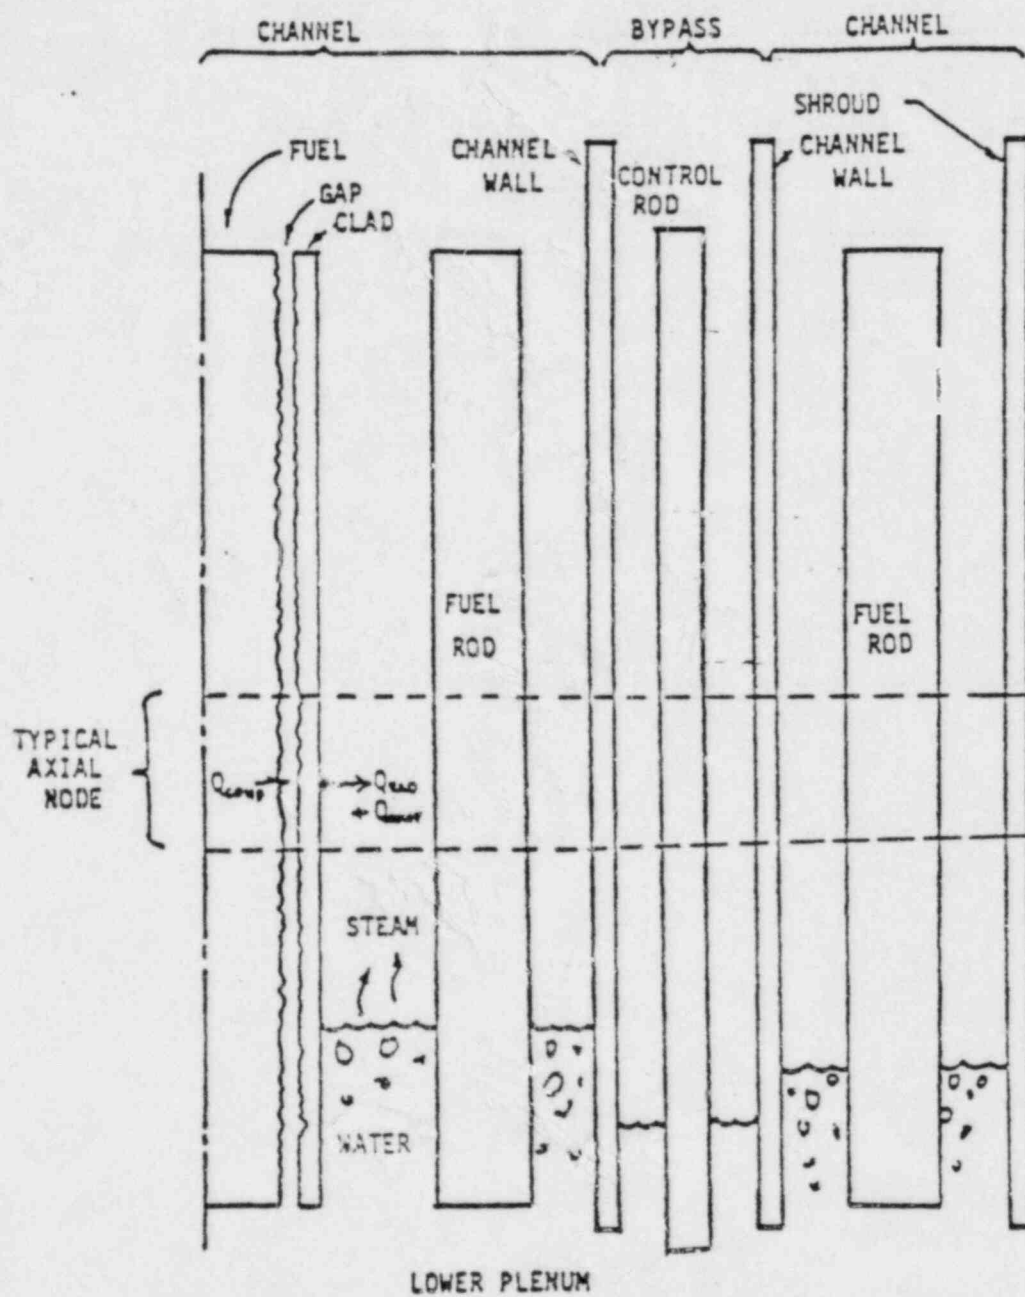 CHANNEL
BYPASS
CHANNEL
SHROUD
FUEL
CHANNEL
WALL
CONTROL
ROD
CHANNEL
WALL
GAP
CLAD
FUEL
ROD
FUEL
ROD
TYPICAL
AXIAL
NODE
STEAM
WATER
LOWER PLENUM